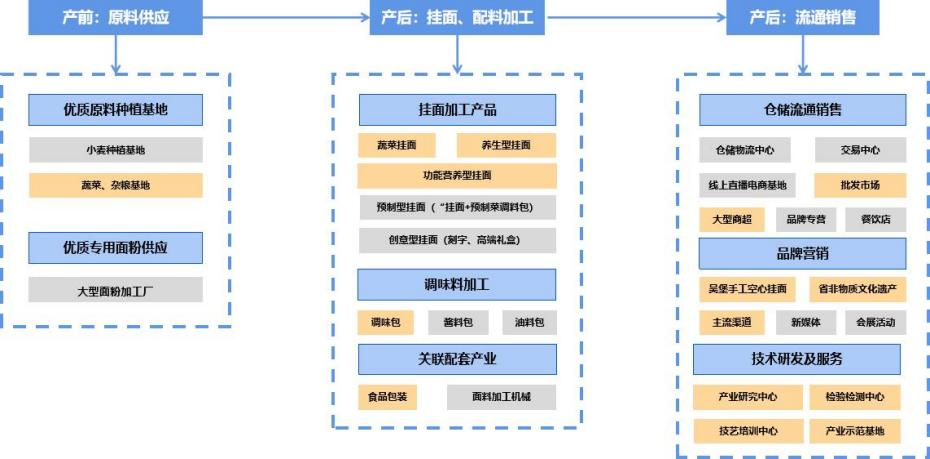 产前：原料供应
产后：挂面、配料加工
产后：流通销售
优质原料种植基地
小麦种植基地
蔬菜、杂粮基地
优质专用面粉供应
大型面粉加工厂
挂面加工产品
蔬菜挂面
养生型挂面
功能营养型挂面
预制型挂面（“挂面+预制菜调料包）
创意型挂面（刻字、高端礼盒）
调味料加工
调味包
酱料包
油料包
关联配套产业
食品包装
面料加工机械
仓储流通销售
仓储物流中心
交易中心
线上直播电商基地
批发市场
大型商超
品牌专营
餐饮店
品牌营销
吴堡手工空心挂面
省非物质文化遗产
主流渠道
新媒体
会展活动
技术研发及服务
产业研究中心
检验检测中心
技艺培训中心
产业示范基地